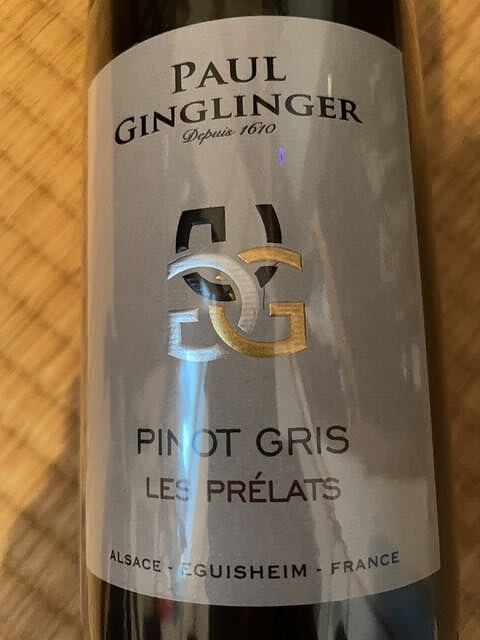 PAUL
GINGLINGER
Depuis 1610
PINOT GRIS
LES PRÉLATS
ALSACE - EGUISHEIM - FRANCE